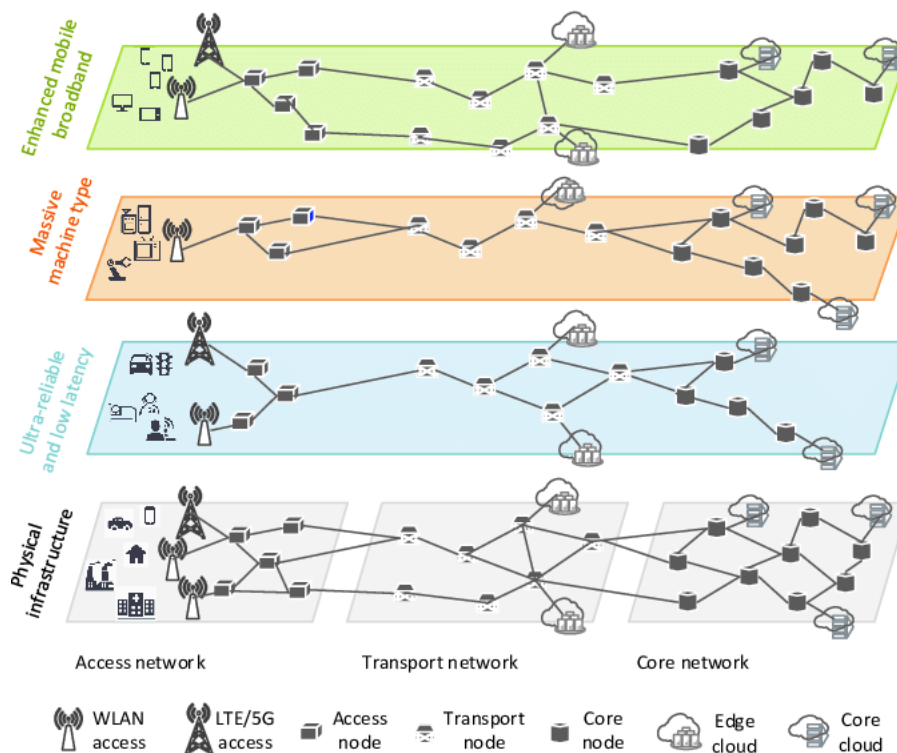 Enhanced mobile
broadband
Massive
machine type
Ultra-reliable
and low latency
Physical
infrastructure
Access network
Transport network
Core network
WLAN
access
LTE/5G
access
Access
node
Transport
node
Core
node
Edge
cloud
Core
cloud